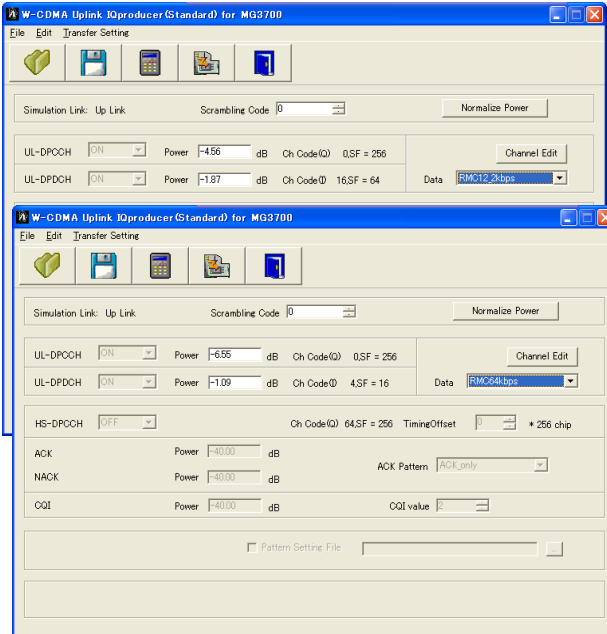 W-CDMA Uplink IQproducer(Standard) for MG3700
File Edit Transfer Setting
Simulation Link: Up Link Scrambling Code 0 Normalize Power
UL-DPCCH ON Power -4.56 dB Ch Code(Q) 0,SF = 256 Channel Edit
UL-DPDCH ON Power -1.87 dB Ch Code(I) 16,SF = 64 Data RMC12_2kbps
W-CDMA Uplink IQproducer(Standard) for MG3700
File Edit Transfer Setting
Simulation Link: Up Link Scrambling Code 0 Normalize Power
UL-DPCCH ON Power -6.55 dB Ch Code(Q) 0,SF = 256 Channel Edit
UL-DPDCH ON Power -1.09 dB Ch Code(I) 4,SF = 16 Data RMC64kbps
HS-DPCCH OFF Ch Code(Q) 64,SF = 256 TimingOffset 0 * 256 chip
ACK Power -40.00 dB
ACK Pattern ACK_only
NACK Power -40.00 dB
CQI Power -40.00 dB CQI value 2
Pattern Setting File ...